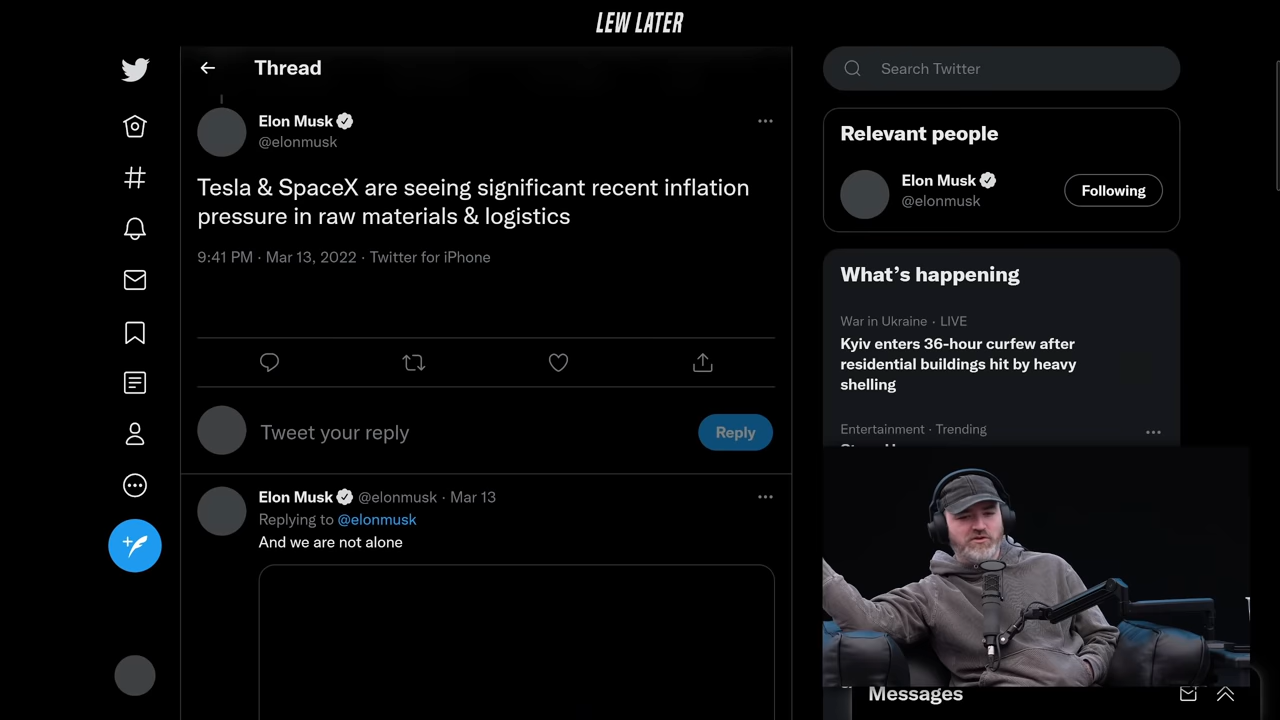 LEW LATER
Thread
Elon Musk
@elonmusk
Tesla & SpaceX are seeing significant recent inflation
pressure in raw materials & logistics
9:41 PM · Mar 13, 2022 · Twitter for iPhone
Tweet your reply
Reply
Elon Musk @elonmusk · Mar 13
Replying to @elonmusk
And we are not alone
Search Twitter
Relevant people
Elon Musk
@elonmusk
Following
What’s happening
War in Ukraine · LIVE
Kyiv enters 36-hour curfew after
residential buildings hit by heavy
shelling
Entertainment · Trending
Messages